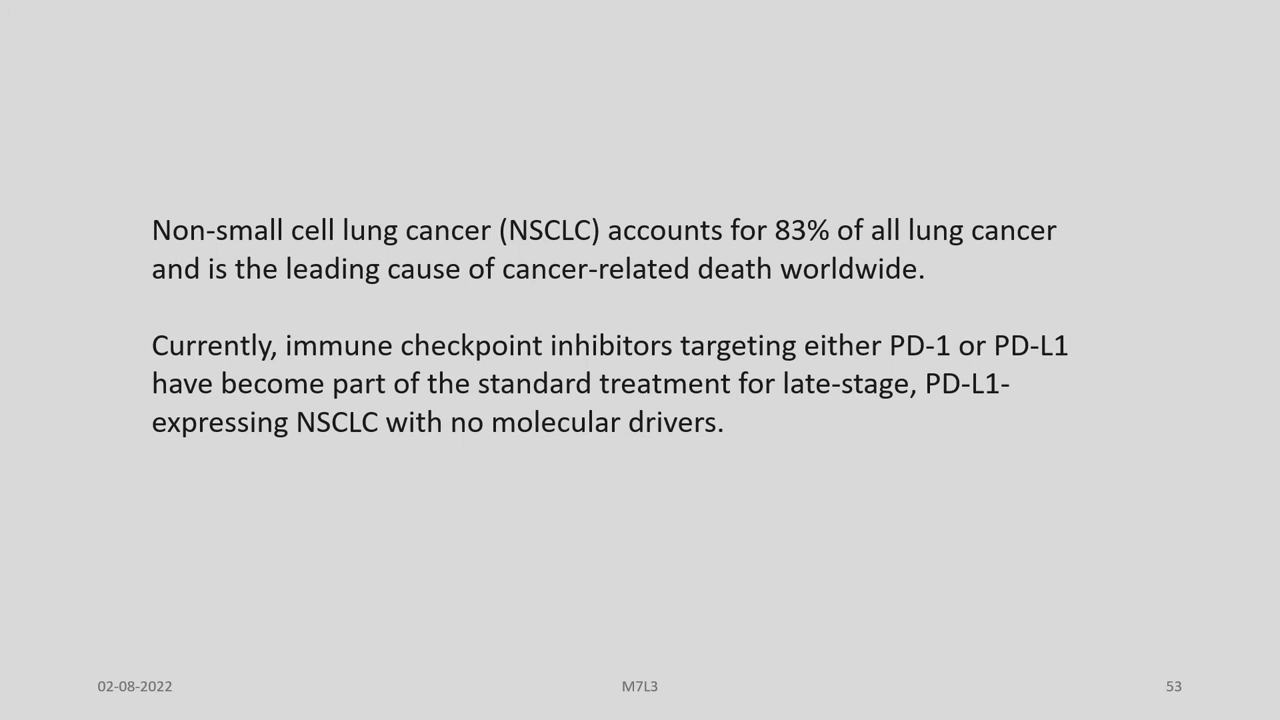 Non-small cell lung cancer (NSCLC) accounts for 83% of all lung cancer
and is the leading cause of cancer-related death worldwide.
Currently, immune checkpoint inhibitors targeting either PD-1 or PD-L1
have become part of the standard treatment for late-stage, PD-L1-
expressing NSCLC with no molecular drivers.
02-08-2022
M7L3
53